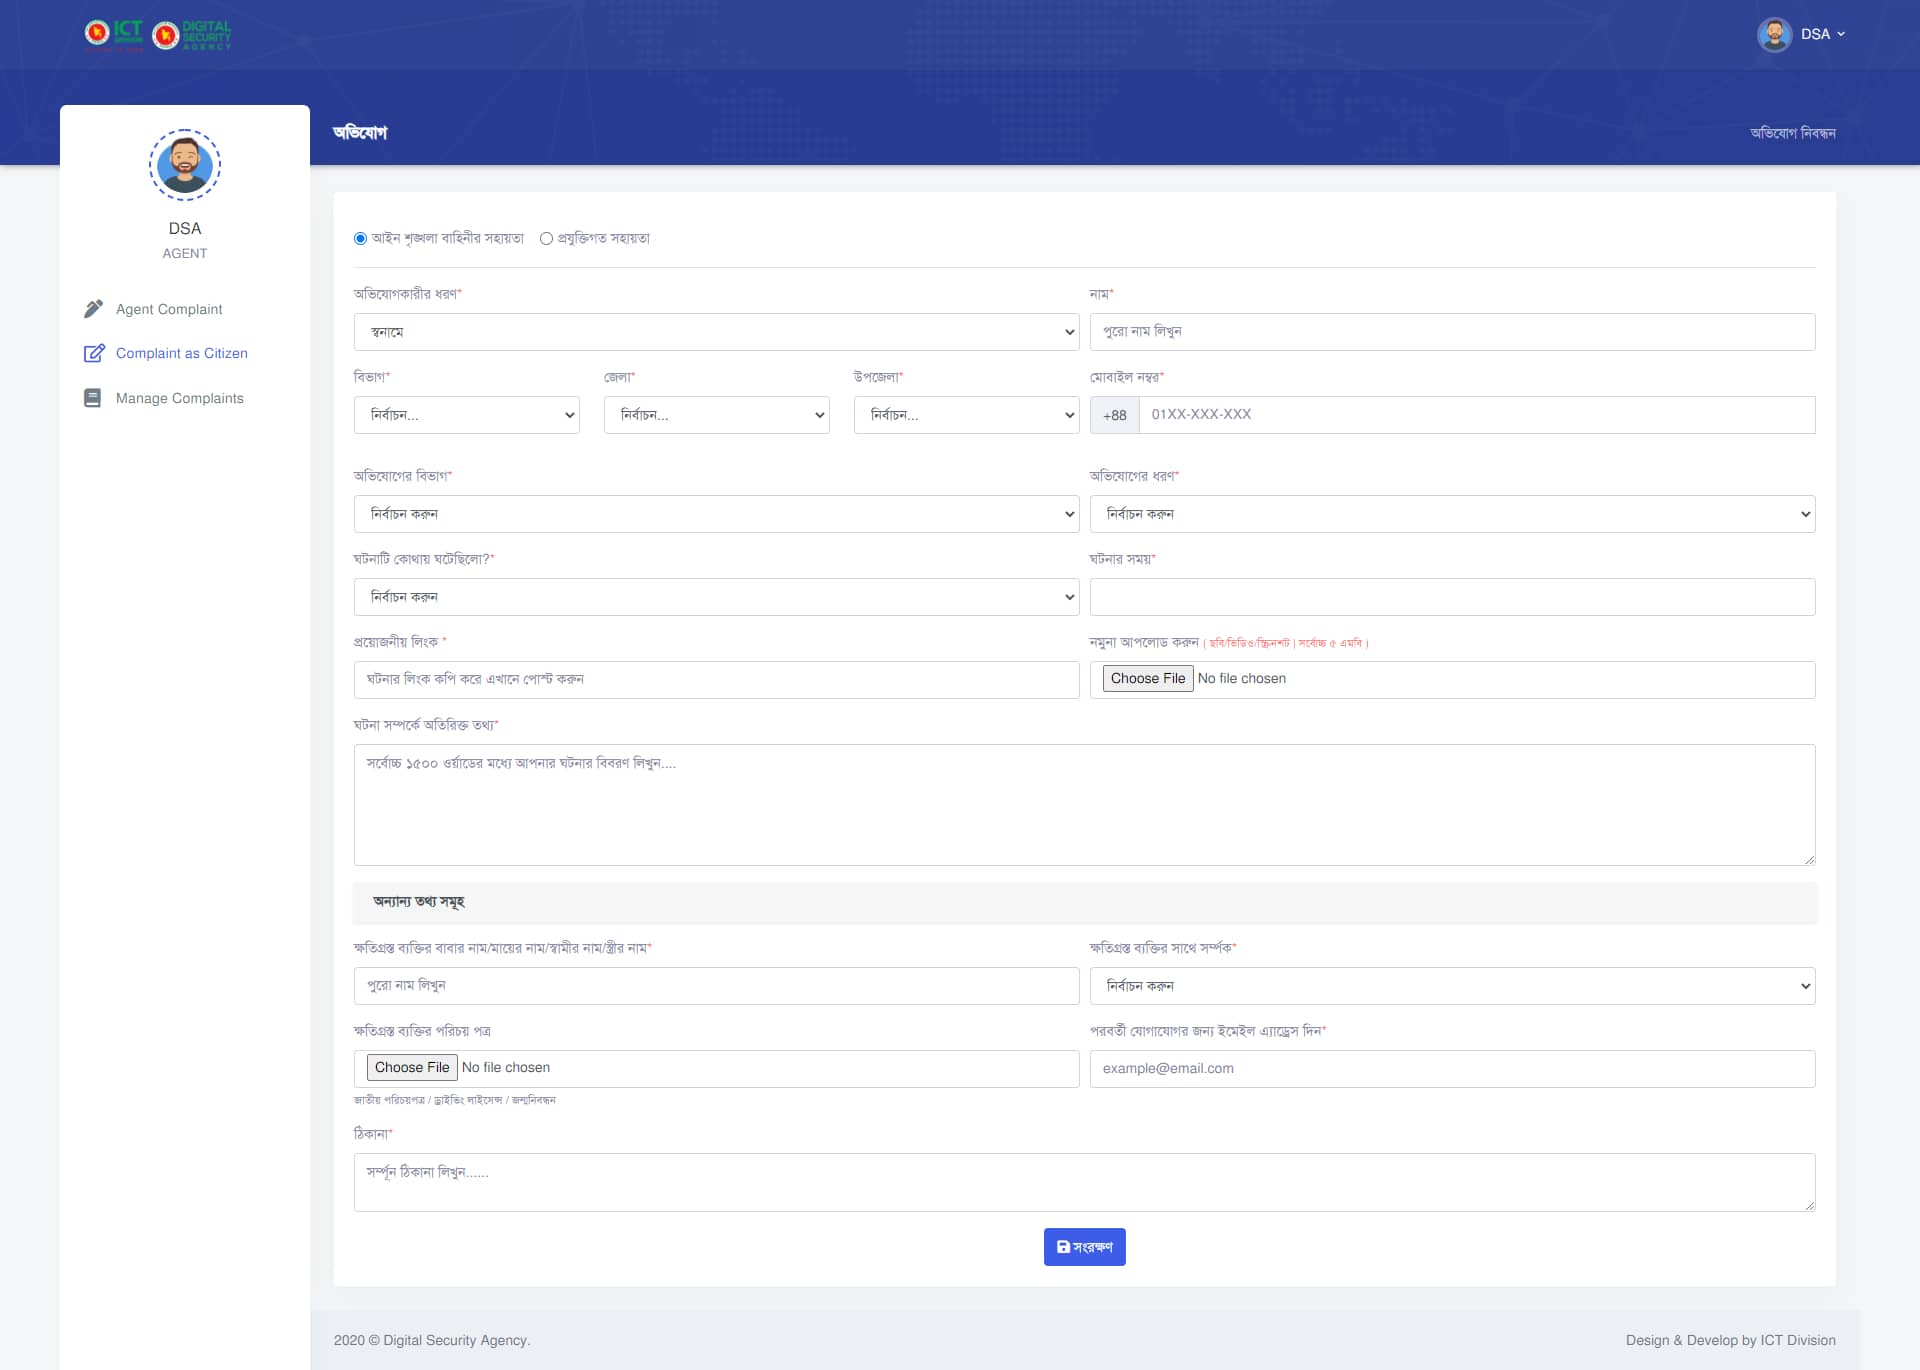 ICT
DIGITAL
SECURITY
AGENCY
DSA
অভিযোগ
অভিযোগ নিবন্ধন
DSA
AGENT
Agent Complaint
Complaint as Citizen
Manage Complaints
আইন শৃঙ্খলা বাহিনীর সহায়তা প্রযুক্তিগত সহায়তা
অভিযোগকারীর ধরণ* নাম*
স্বনামে পুরো নাম লিখুন
বিভাগ* জেলা* উপজেলা* মোবাইল নম্বর*
নির্বাচন... নির্বাচন... নির্বাচন... +88 01XX-XXX-XXX
অভিযোগের বিভাগ* অভিযোগের ধরণ*
নির্বাচন করুন নির্বাচন করুন
ঘটনাটি কোথায় ঘটেছিলো?* ঘটনার সময়*
নির্বাচন করুন
প্রয়োজনীয় লিংক * নমুনা আপলোড করুন ( ছবি/ভিডিও/স্ক্রিনশট | সর্বোচ্চ ৫ এমবি )
ঘটনার লিংক কপি করে এখানে পোস্ট করুন Choose File No file chosen
ঘটনা সম্পর্কে অতিরিক্ত তথ্য*
সর্বোচ্চ ১৫০০ ওর্য়াডের মধ্যে আপনার ঘটনার বিবরণ লিখুন....
অন্যান্য তথ্য সমূহ
ক্ষতিগ্রস্ত ব্যক্তির বাবার নাম/মায়ের নাম/স্বামীর নাম/স্ত্রীর নাম* ক্ষতিগ্রস্ত ব্যক্তির সাথে সর্ম্পক*
পুরো নাম লিখুন নির্বাচন করুন
ক্ষতিগ্রস্ত ব্যক্তির পরিচয় পত্র পরবর্তী যোগাযোগর জন্য ইমেইল এ্যাড্রেস দিন*
Choose File No file chosen example@email.com
জাতীয় পরিচয়পত্র / ড্রাইভিং লাইসেন্স / জন্মনিবন্ধন
ঠিকানা*
সর্ম্পূন ঠিকানা লিখুন......
সংরক্ষণ
2020 © Digital Security Agency. Design & Develop by ICT Division